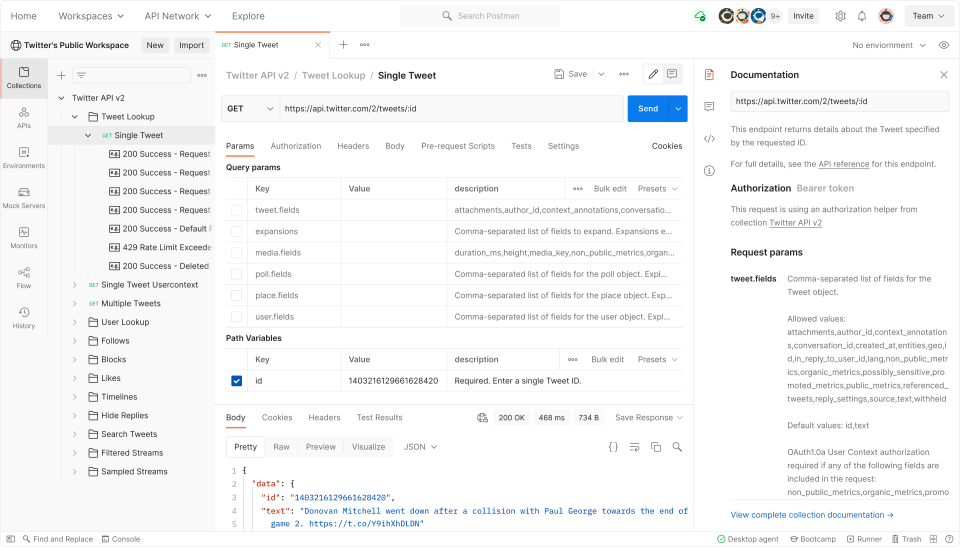 Home
Workspaces
API Network
Explore
Search Postman
9+
Invite
Team
Twitter's Public Workspace
New
Import
GET Single Tweet
No enviornment
Collections
APIs
Environments
Mock Servers
Monitors
Flow
History
Twitter API v2
Tweet Lookup
GET Single Tweet
200 Success - Request
200 Success - Request
200 Success - Request
200 Success - Request
200 Success - Default
429 Rate Limit Exceede
200 Success - Deleted
GET Single Tweet Usercontext
GET Multiple Tweets
User Lookup
Follows
Blocks
Likes
Timelines
Hide Replies
Search Tweets
Filtered Streams
Sampled Streams
Twitter API v2 / Tweet Lookup / Single Tweet
Save
GET
https://api.twitter.com/2/tweets/:id
Send
Params
Authorization
Headers
Body
Pre-request Scripts
Tests
Settings
Cookies
Query params
Key Value description Bulk edit Presets
tweet.fields attachments,author_id,context_annotations,conversatio...
expansions Comma-separated list of fields to expand. Expansions e...
media.fields duration_ms,height,media_key,non_public_metrics,organ...
poll.fields Comma-separated list of fields for the poll object. Expl...
place.fields Comma-separated list of fields for the place object. Exp...
user.fields Comma-separated list of fields for the user object. Expl...
Path Variables
Key Value description Bulk edit Presets
id 1403216129661628420 Required. Enter a single Tweet ID.
Body
Cookies
Headers
Test Results
200 OK
468 ms
734 B
Save Response
Pretty
Raw
Preview
Visualize
JSON
1 {
2 "data": {
3 "id": "1403216129661628420",
4 "text": "Donovan Mitchell went down after a collision with Paul George towards the end of
5 game 2. https://t.co/Y9ihXhDLDN"
Documentation
https://api.twitter.com/2/tweets/:id
This endpoint returns details about the Tweet specified
by the requested ID.
For full details, see the API reference for this endpoint.
Authorization Bearer token
This request is using an authorization helper from
collection Twitter API v2
Request params
tweet.fields Comma-separated list of fields for the
Tweet object.
Allowed values:
attachments,author_id,context_annotation
s,conversation_id,created_at,entities,geo,i
d,in_reply_to_user_id,lang,non_public_met
rics,organic_metrics,possibly_sensitive,pro
moted_metrics,public_metrics,referenced_
tweets,reply_settings,source,text,withheld
Default values: id,text
OAuth1.0a User Context authorization
required if any of the following fields are
included in the request:
non_public_metrics,organic_metrics,promo
View complete collection documentation →
Find and Replace
Console
Desktop agent
Bootcamp
Runner
Trash